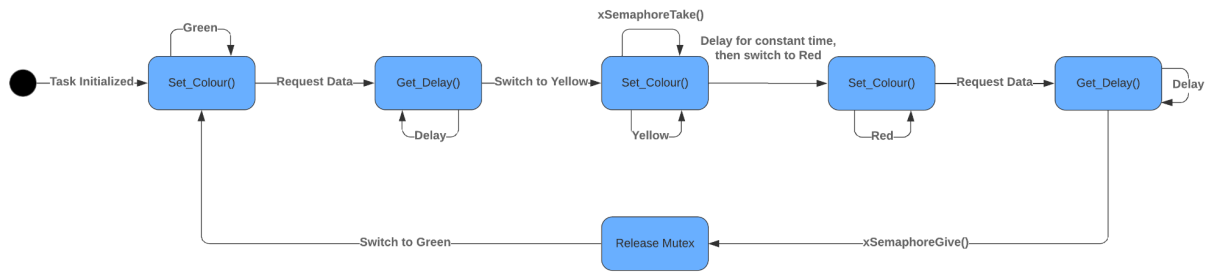 xSemaphoreTake()
Green
Delay for constant time,
then switch to Red
Task Initialized
Set_Colour()
Request Data
Get_Delay()
Switch to Yellow
Set_Colour()
Set_Colour()
Request Data
Get_Delay()
Delay
Delay
Yellow
Red
Switch to Green
Release Mutex
xSemaphoreGive()